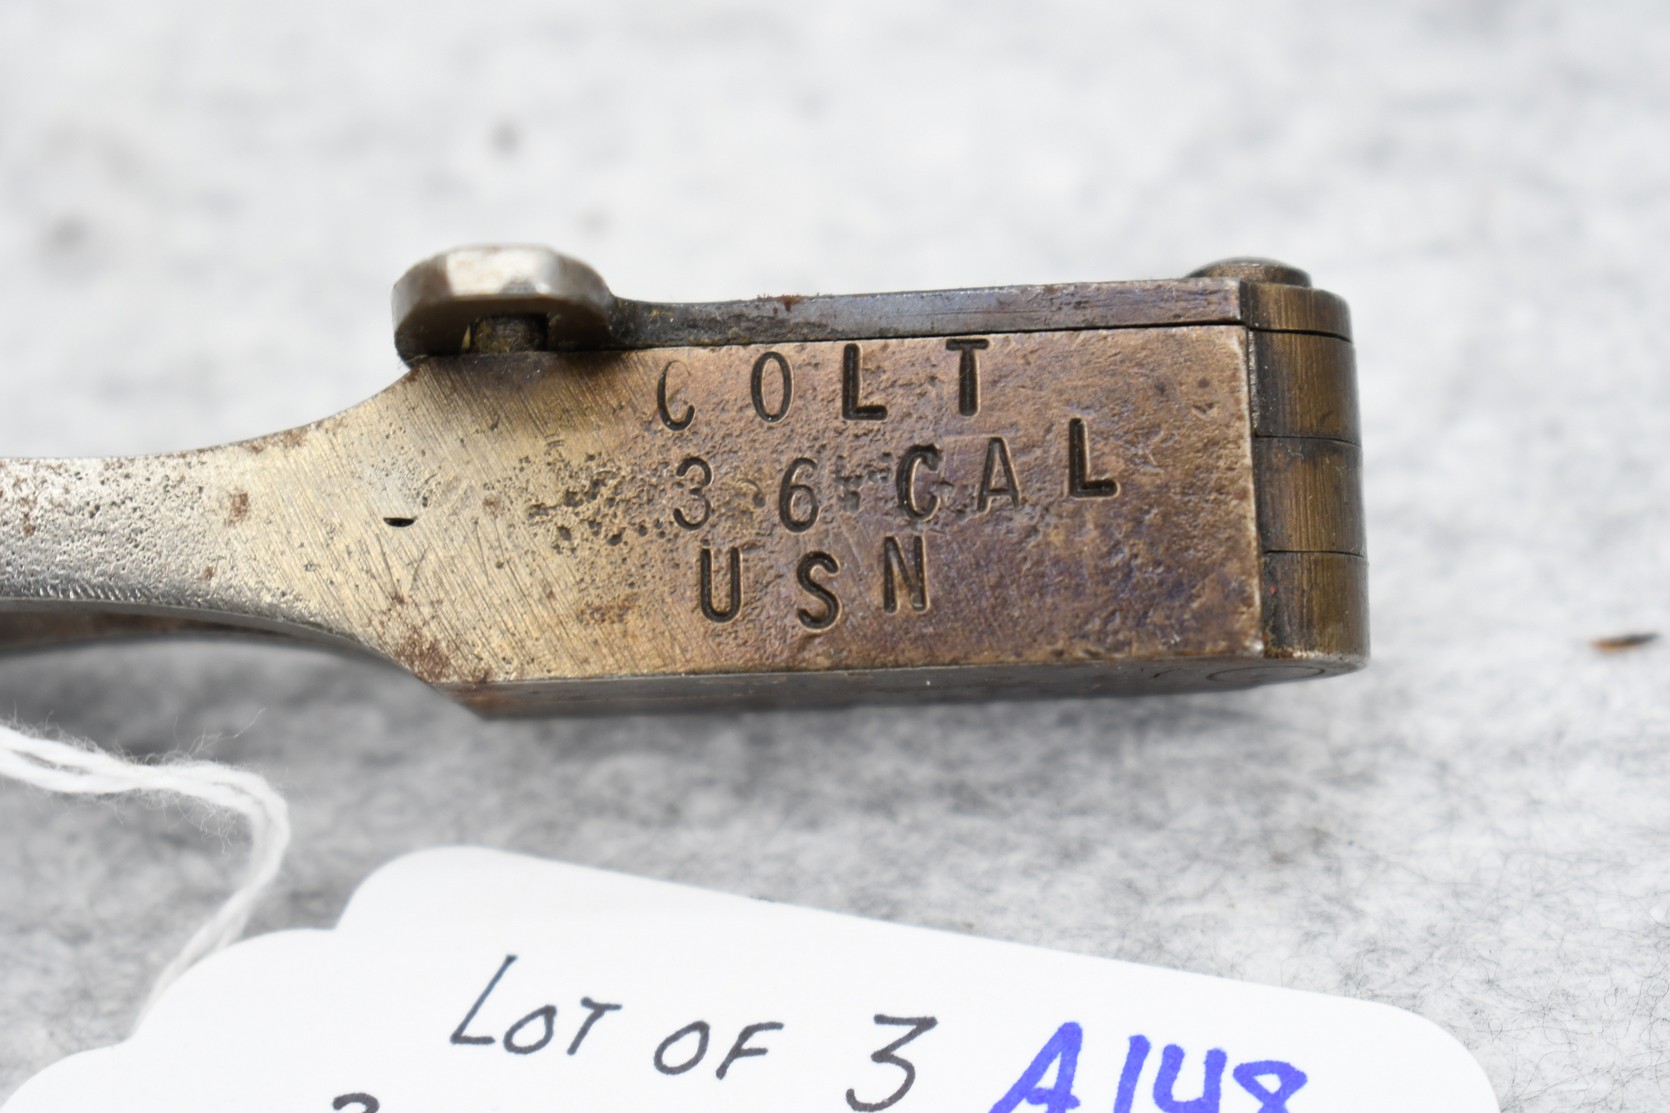 COLT
36 CAL
USN
LOT OF 3 A148